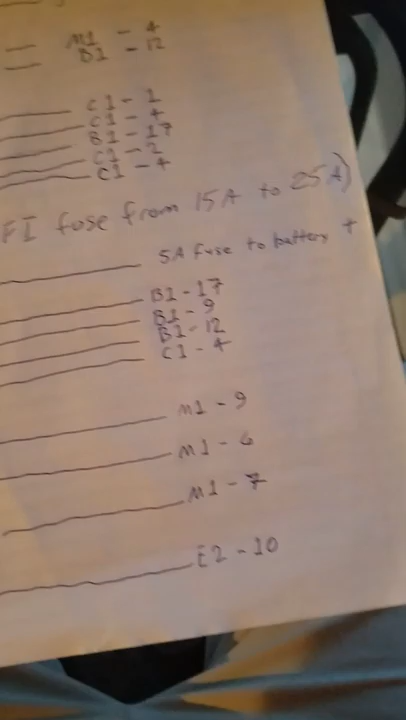 M1 - 4
B1 - 12
C1 - 1
C1 - 4
B1 - 17
C1 - 2
C1 - 4
FI fuse from 15A to 25A)
5A fuse to battery +
B1 - 17
B1 - 9
B1 - 12
C1 - 4
M1 - 9
M1 - 6
M1 - 7
E2 - 10